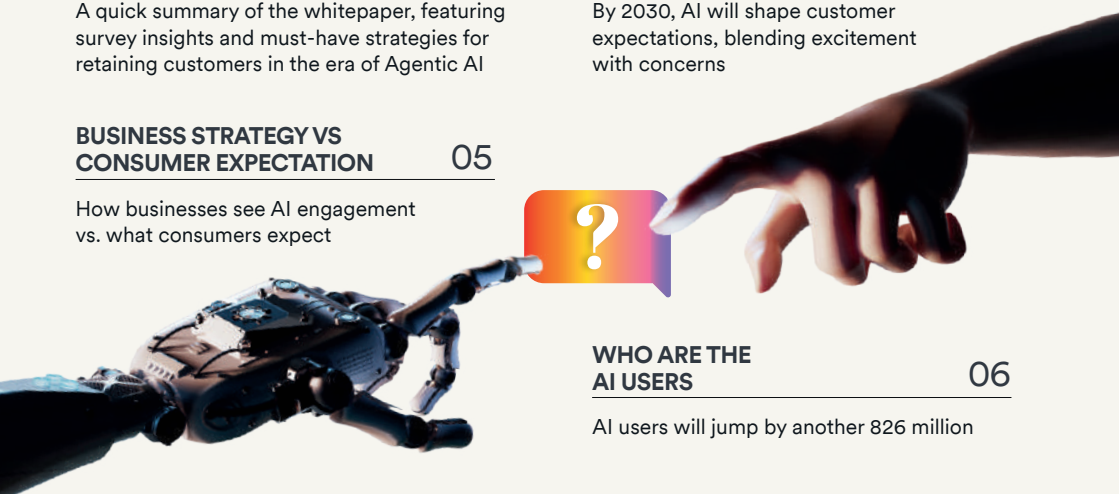 A quick summary of the whitepaper, featuring
survey insights and must-have strategies for
retaining customers in the era of Agentic AI
BUSINESS STRATEGY VS
CONSUMER EXPECTATION 05
How businesses see AI engagement
vs. what consumers expect
By 2030, AI will shape customer
expectations, blending excitement
with concerns
?
WHO ARE THE
AI USERS 06
AI users will jump by another 826 million